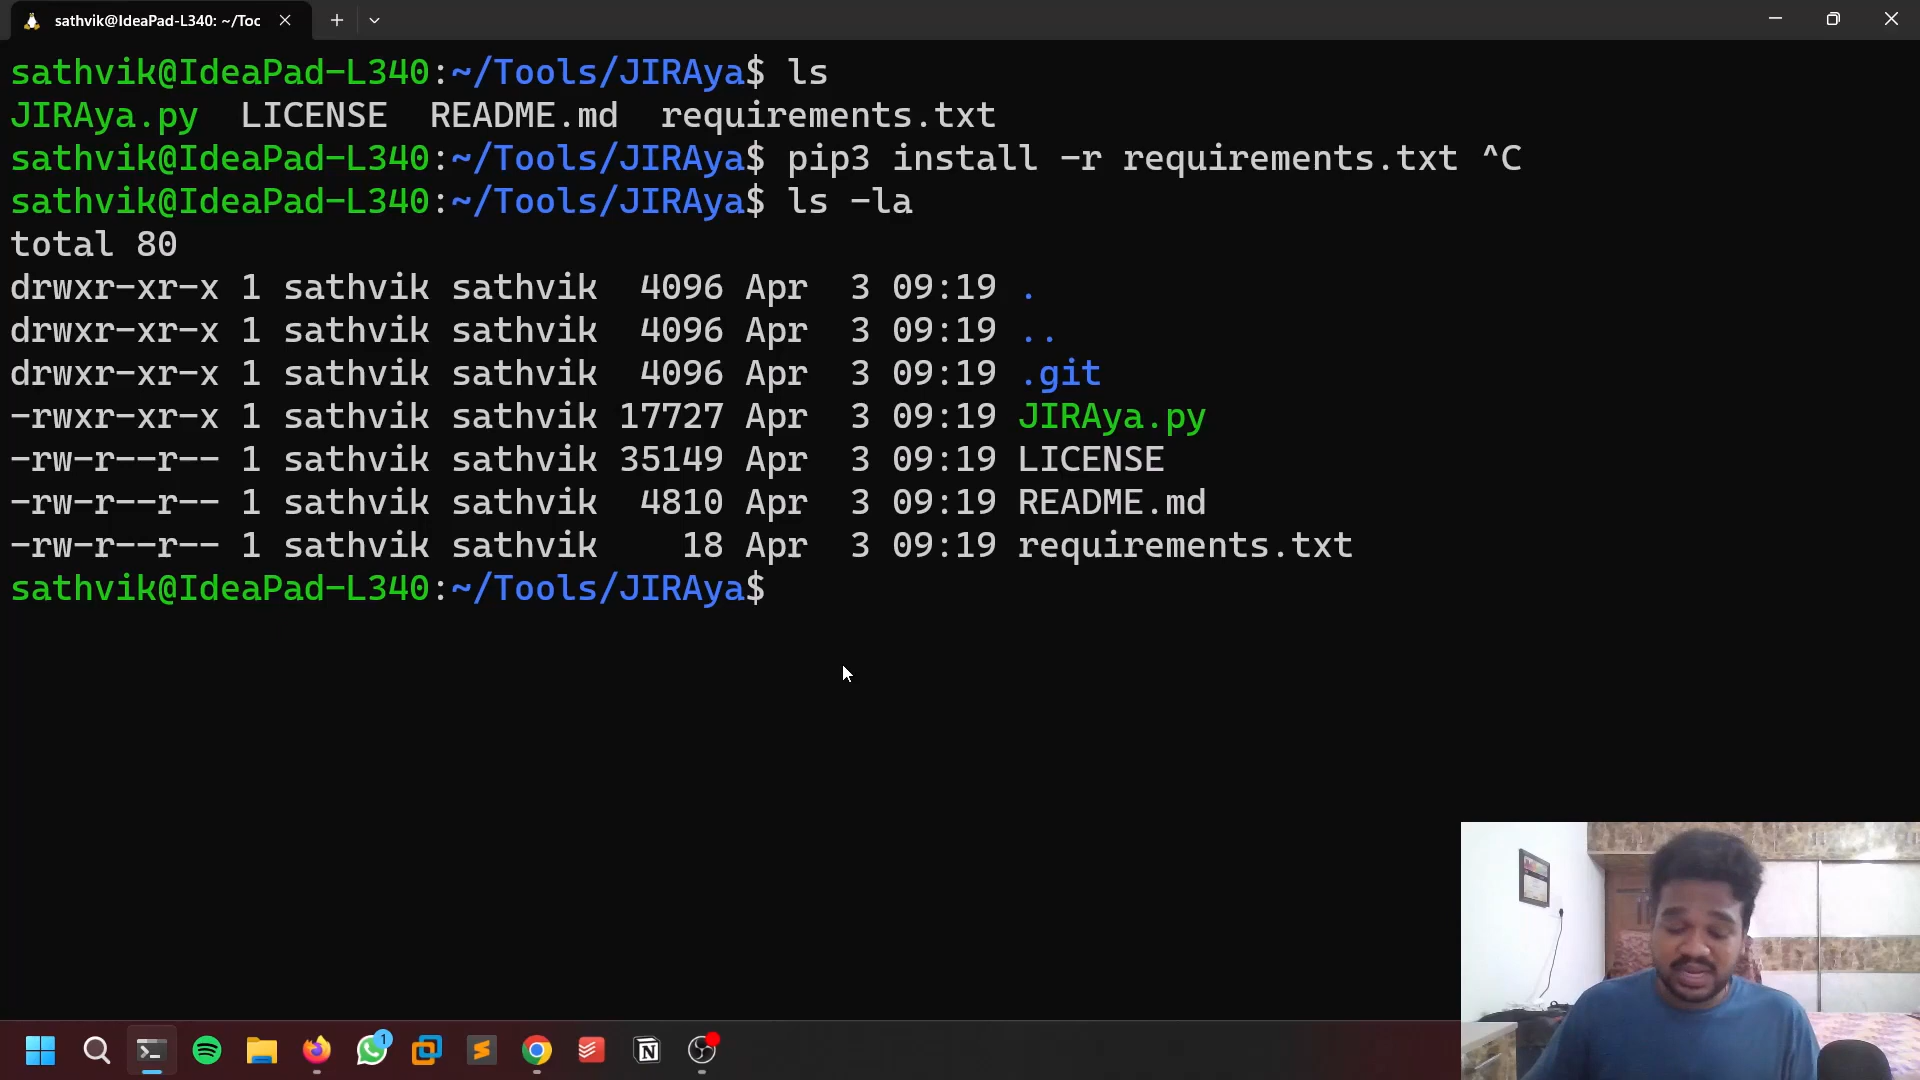 sathvik@IdeaPad-L340: ~/Toc
sathvik@IdeaPad-L340:~/Tools/JIRAya$ ls
JIRAya.py  LICENSE  README.md  requirements.txt
sathvik@IdeaPad-L340:~/Tools/JIRAya$ pip3 install -r requirements.txt ^C
sathvik@IdeaPad-L340:~/Tools/JIRAya$ ls -la
total 80
drwxr-xr-x 1 sathvik sathvik  4096 Apr  3 09:19 .
drwxr-xr-x 1 sathvik sathvik  4096 Apr  3 09:19 ..
drwxr-xr-x 1 sathvik sathvik  4096 Apr  3 09:19 .git
-rwxr-xr-x 1 sathvik sathvik 17727 Apr  3 09:19 JIRAya.py
-rw-r--r-- 1 sathvik sathvik 35149 Apr  3 09:19 LICENSE
-rw-r--r-- 1 sathvik sathvik  4810 Apr  3 09:19 README.md
-rw-r--r-- 1 sathvik sathvik    18 Apr  3 09:19 requirements.txt
sathvik@IdeaPad-L340:~/Tools/JIRAya$
1